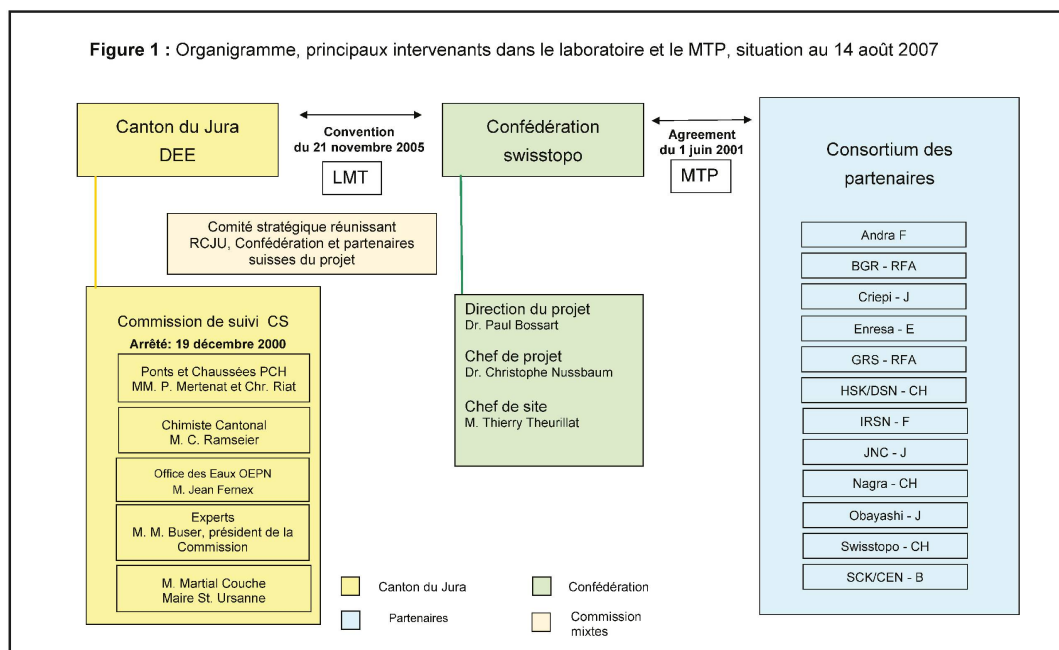 Figure 1 : Organigramme, principaux intervenants dans le laboratoire et le MTP, situation au 14 août 2007
Canton du Jura
DEE
Convention
du 21 novembre 2005
LMT
Confédération
swisstopo
Agreement
du 1 juin 2001
MTP
Consortium des
partenaires
Andra F
BGR - RFA
Criepi - J
Enresa - E
GRS - RFA
HSK/DSN - CH
IRSN - F
JNC - J
Nagra - CH
Obayashi - J
Swisstopo - CH
SCK/CEN - B
Comité stratégique réunissant
RCJU, Confédération et partenaires
suisses du projet
Commission de suivi CS
Arrêté: 19 décembre 2000
Ponts et Chaussées PCH
MM. P. Mertenat et Chr. Riat
Chimiste Cantonal
M. C. Ramseier
Office des Eaux OEPN
M. Jean Fernex
Experts
M. M. Buser, président de la
Commission
M. Martial Couche
Maire St. Ursanne
Direction du projet
Dr. Paul Bossart
Chef de projet
Dr. Christophe Nussbaum
Chef de site
M. Thierry Theurillat
Canton du Jura
Confédération
Partenaires
Commission
mixtes